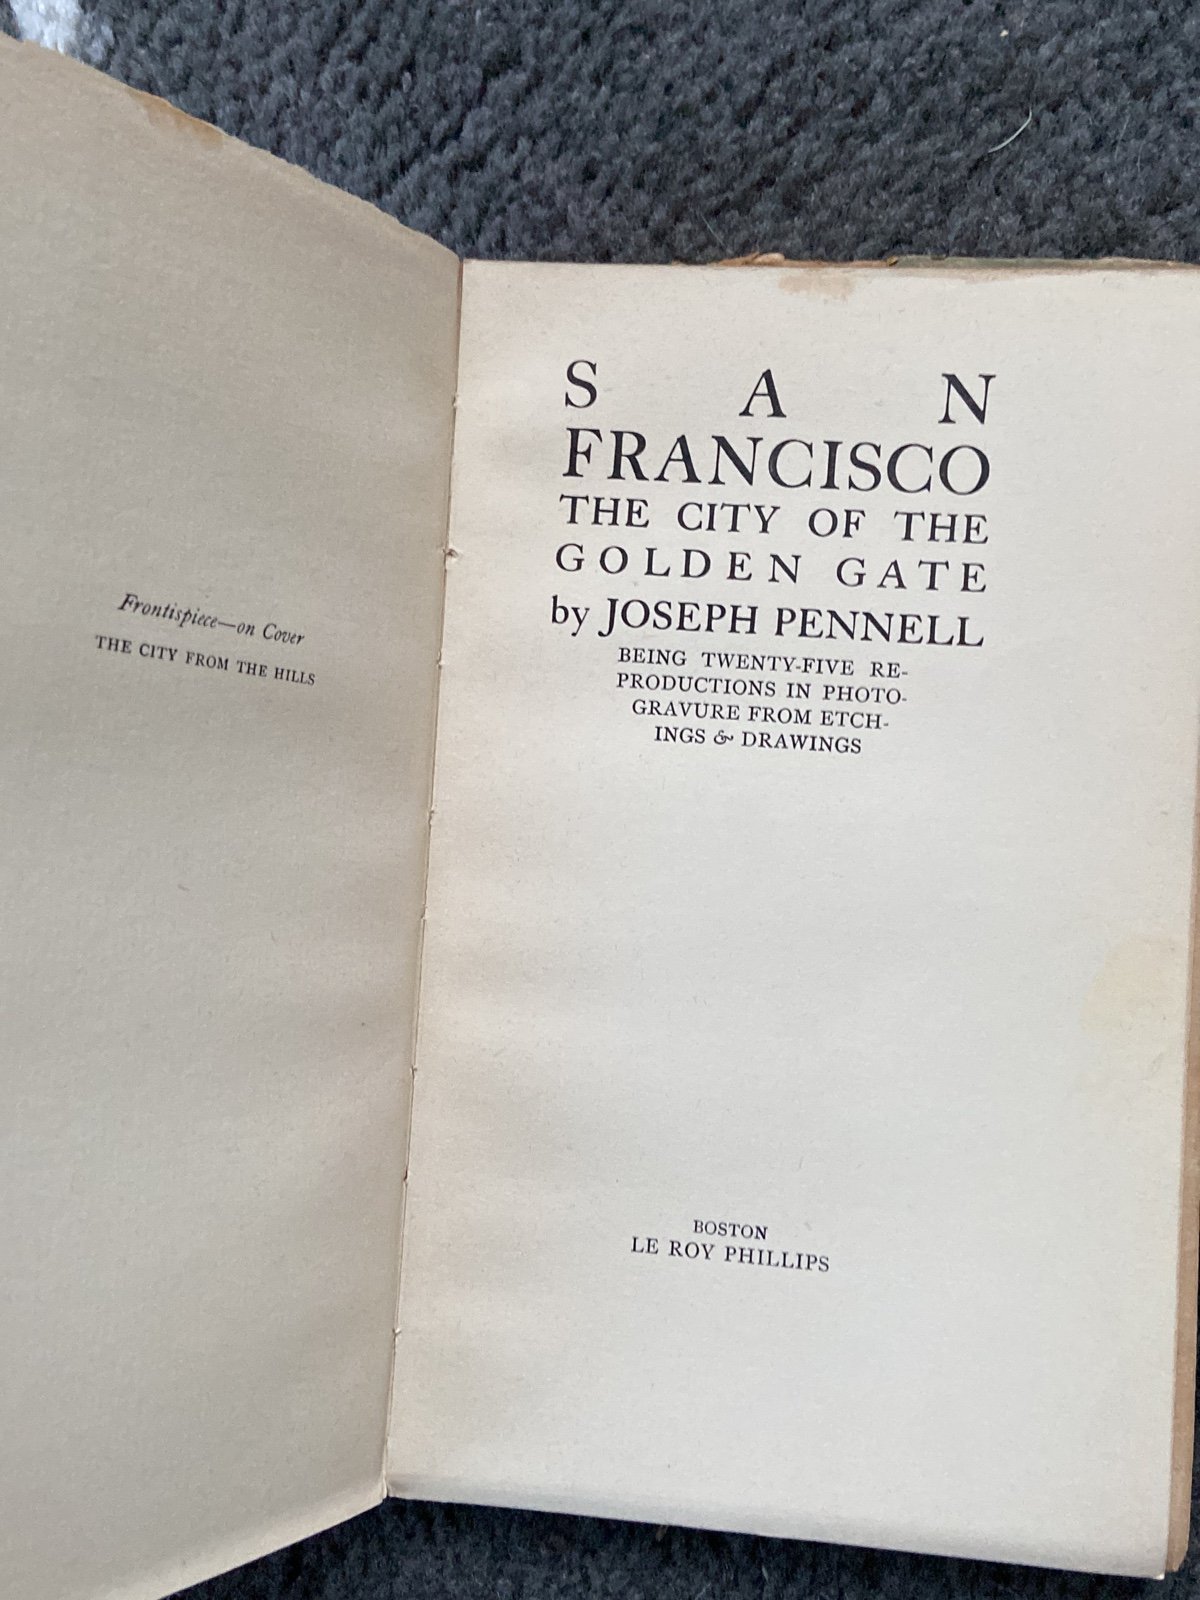 Frontispiece—on Cover
THE CITY FROM THE HILLS
S A N
FRANCISCO
THE CITY OF THE
GOLDEN GATE
by JOSEPH PENNELL
BEING TWENTY-FIVE RE-
PRODUCTIONS IN PHOTO-
GRAVURE FROM ETCH-
INGS & DRAWINGS
BOSTON
LE ROY PHILLIPS